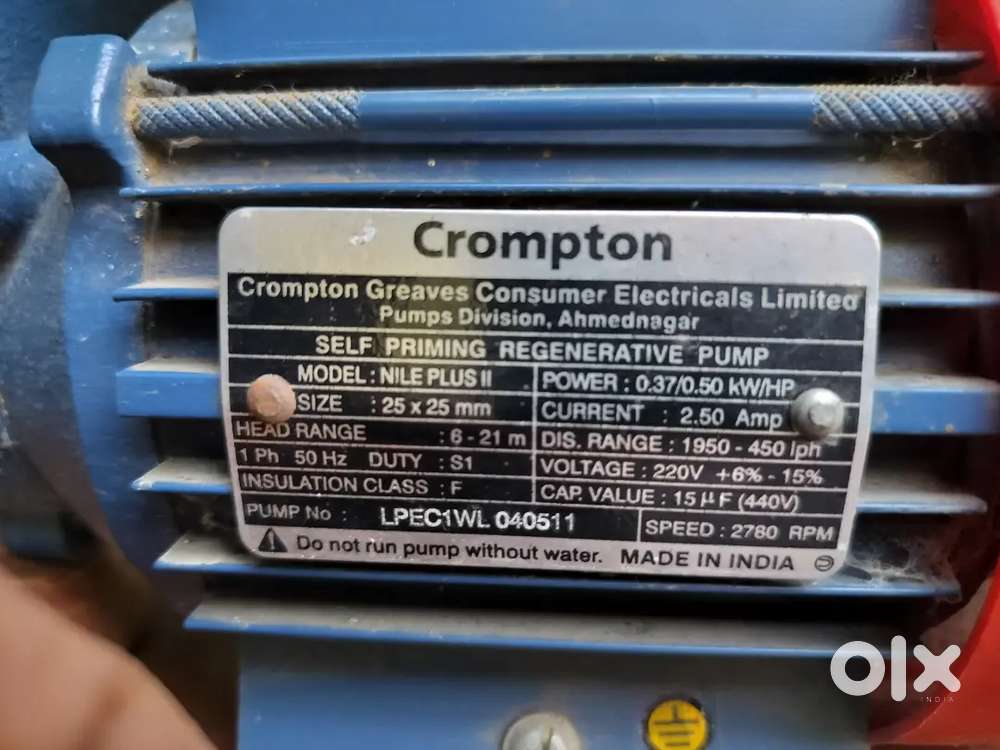 Crompton
Crompton Greaves Consumer Electricals Limited
Pumps Division, Ahmednagar
SELF PRIMING REGENERATIVE PUMP
MODEL : NILE PLUS II
POWER : 0.37/0.50 kW/HP
SIZE : 25 x 25 mm
CURRENT : 2.50 Amp
HEAD RANGE : 6 - 21 m
DIS. RANGE : 1950 - 450 lph
1 Ph 50 Hz DUTY : S1
VOLTAGE : 220V +6% - 15%
INSULATION CLASS : F
CAP. VALUE : 15 µF (440V)
PUMP No : LPEC1WL 040511
SPEED : 2780 RPM
Do not run pump without water. MADE IN INDIA
olx
INDIA